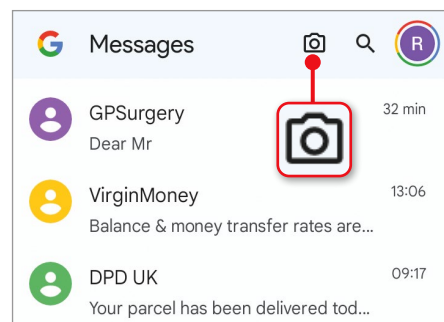 Messages
R
GPSurgery
32 min
Dear Mr
VirginMoney
13:06
Balance & money transfer rates are...
DPD UK
09:17
Your parcel has been delivered tod...